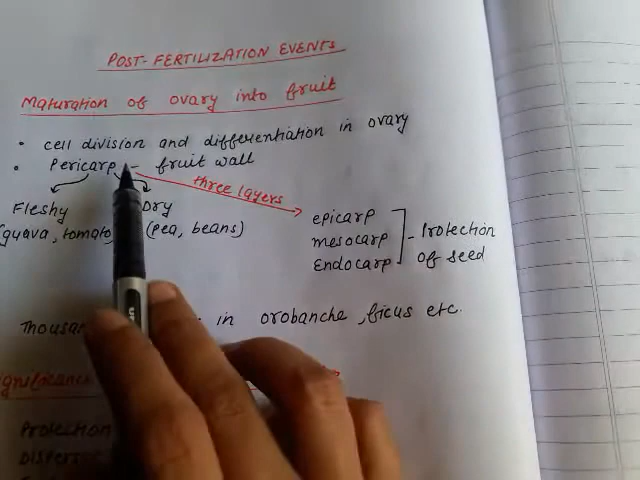 POST-FERTILIZATION EVENTS
Maturation of ovary into fruit
• cell division and differentiation in ovary
• Pericarp - fruit wall
three layers
Fleshy Dry
(guava, tomato) (pea, beans)
epicarp
mesocarp
Endocarp
Protection
of seed
in orobanche, ficus etc.
Protection